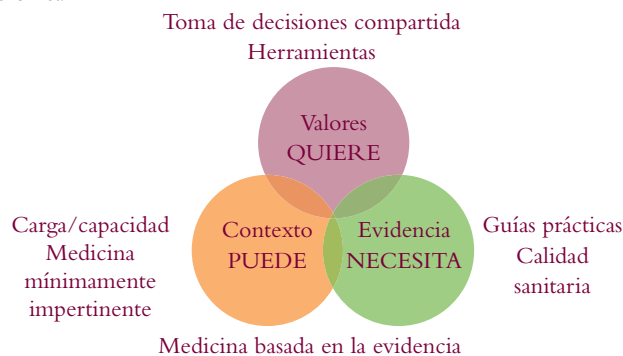 Toma de decisiones compartida
Herramientas
Valores
QUIERE
Carga/capacidad
Medicina
mínimamente
impertinente
Contexto
PUEDE
Evidencia
NECESITA
Guías prácticas
Calidad
sanitaria
Medicina basada en la evidencia